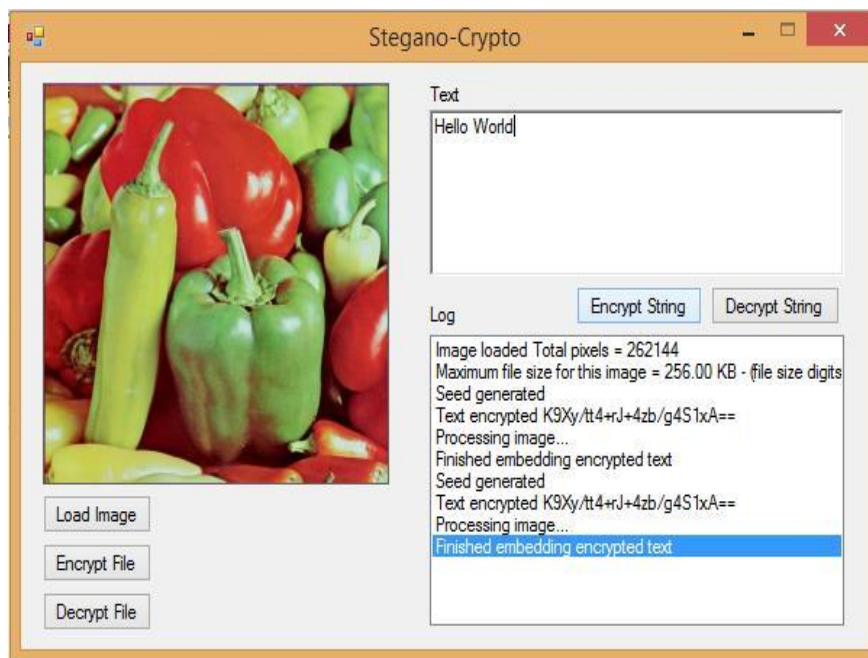 Stegano-Crypto
Text
Hello World
Encrypt String
Decrypt String
Log
Image loaded Total pixels = 262144
Maximum file size for this image = 256.00 KB - (file size digits
Seed generated
Text encrypted K9Xy/tt4+rJ+4zb/g4S1xA==
Processing image...
Finished embedding encrypted text
Seed generated
Text encrypted K9Xy/tt4+rJ+4zb/g4S1xA==
Processing image...
Finished embedding encrypted text
Load Image
Encrypt File
Decrypt File